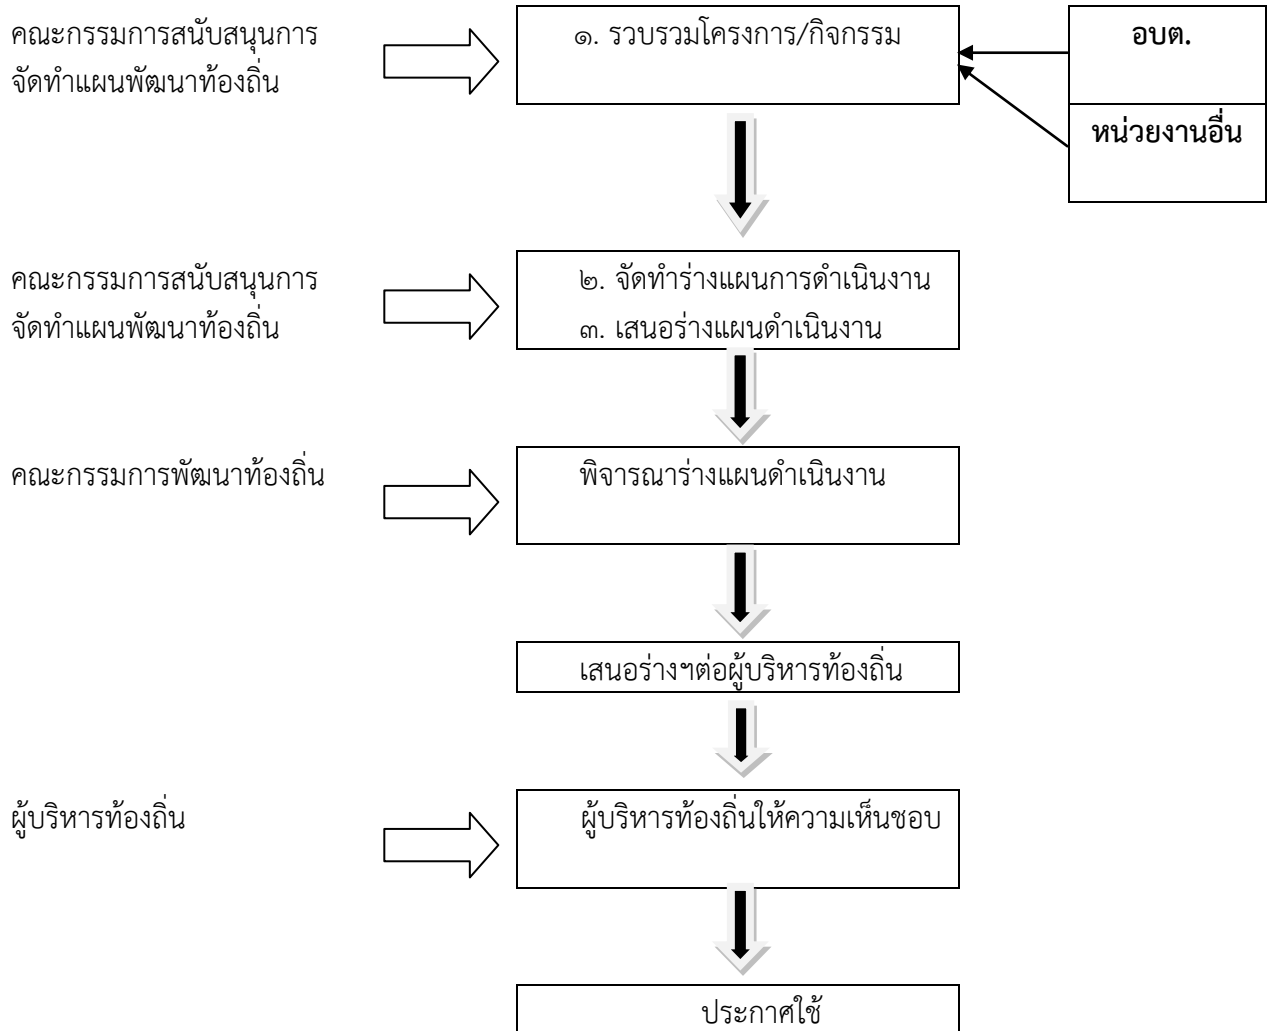 คณะกรรมการสนับสนุนการ
จัดทำแผนพัฒนาท้องถิ่น
๑. รวบรวมโครงการ/กิจกรรม
อบต.
หน่วยงานอื่น
คณะกรรมการสนับสนุนการ
จัดทำแผนพัฒนาท้องถิ่น
๒. จัดทำร่างแผนการดำเนินงาน
๓. เสนอร่างแผนดำเนินงาน
คณะกรรมการพัฒนาท้องถิ่น
พิจารณาร่างแผนดำเนินงาน
เสนอร่างฯต่อผู้บริหารท้องถิ่น
ผู้บริหารท้องถิ่น
ผู้บริหารท้องถิ่นให้ความเห็นชอบ
ประกาศใช้